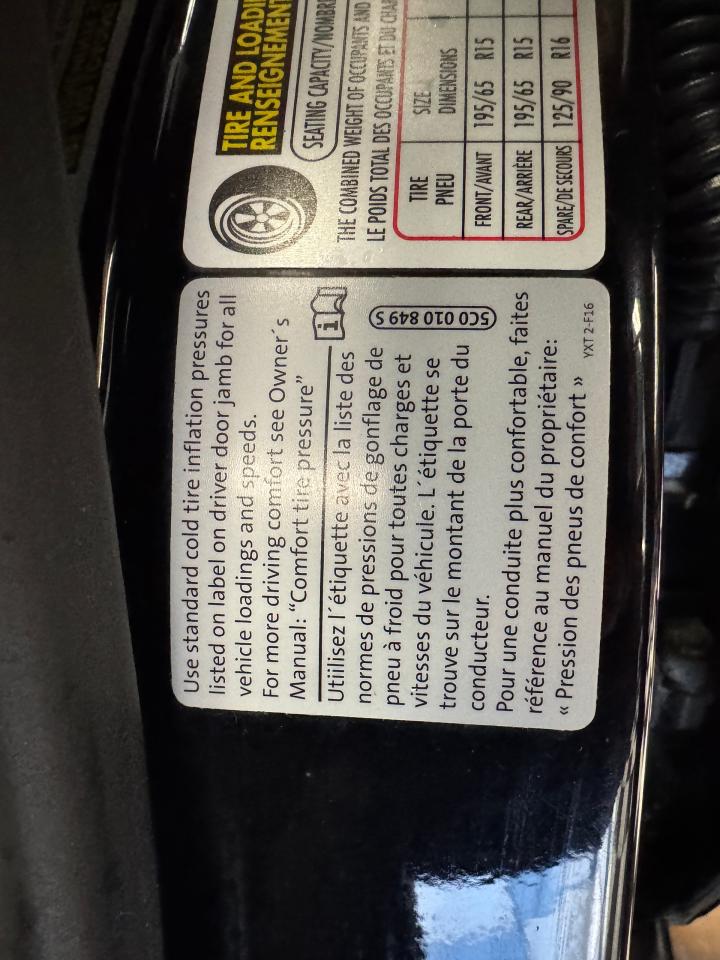 Use standard cold tire inflation pressures
listed on label on driver door jamb for all
vehicle loadings and speeds.
For more driving comfort see Owner´s
Manual: “Comfort tire pressure”
i
Utiilsez l´étiquette avec la liste des
normes de pressions de gonflage de
pneu à froid pour toutes charges et
vitesses du véhicule. L´étiquette se
trouve sur le montant de la porte du
conducteur.
5C0 010 849 S
Pour une conduite plus confortable, faites
référence au manuel du propriétaire:
« Pression des pneus de confort »
YXT 2-F16
TIRE AND
RENSEIGNEMENT
SEATING CAPACITY/NOMBRE
THE COMBINED WEIGHT OF OCCUPANTS AND
LE POIDS TOTAL DES OCCUPANTS ET DU
TIRE SIZE
PNEU DIMENSIONS
FRONT/AVANT 195/65 R15
REAR/ARRIÈRE 195/65 R15
SPARE/DE SECOURS 125/90 R16